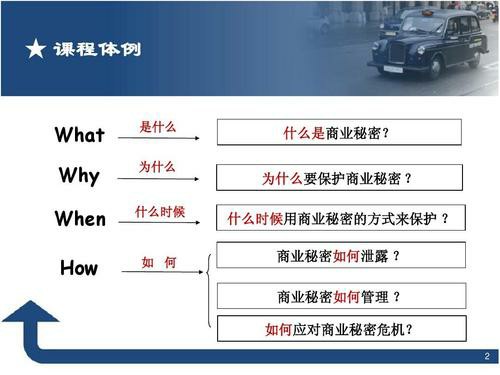 ★ 课程体例
What 是什么 什么是商业秘密?
Why 为什么 为什么要保护商业秘密?
When 什么时候 什么时候用商业秘密的方式来保护?
How 如 何 商业秘密如何泄露?
商业秘密如何管理?
如何应对商业秘密危机?
2